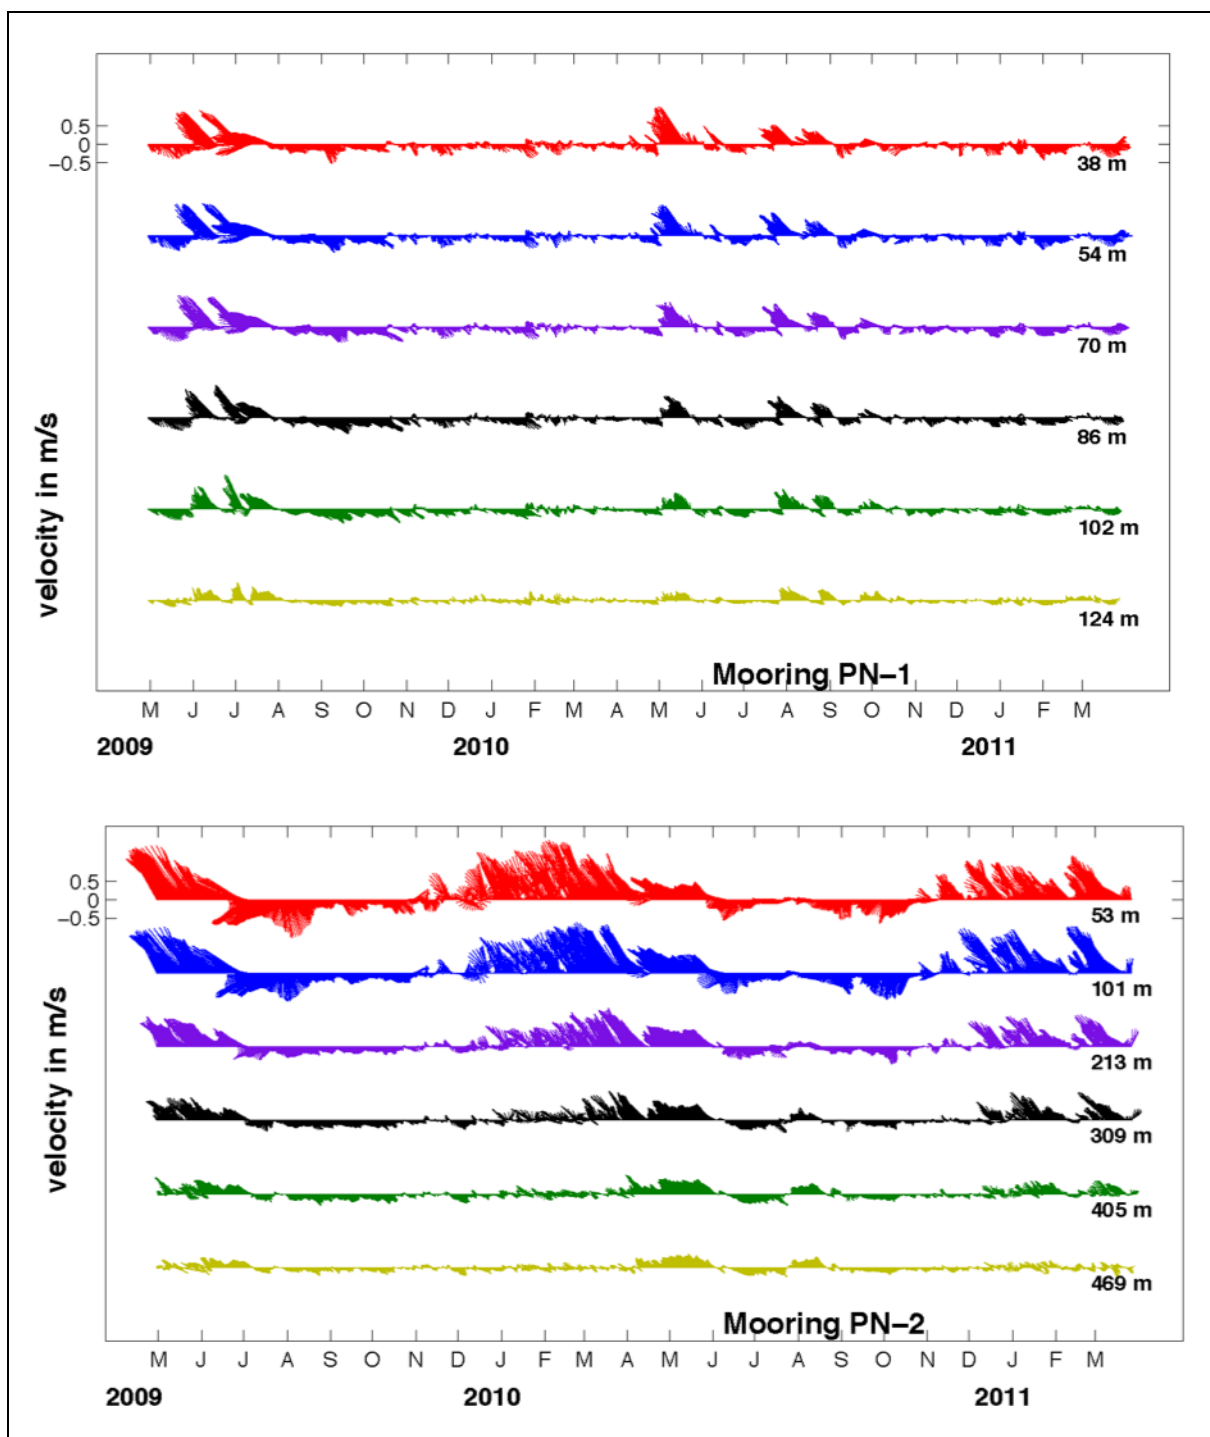 0.5
0
−0.5
38 m
54 m
70 m
86 m
102 m
124 m
velocity in m/s
Mooring PN−1
M J J A S O N D J F M A M J J A S O N D J F M
2009 2010 2011
0.5
0
−0.5
53 m
101 m
213 m
309 m
405 m
469 m
velocity in m/s
Mooring PN−2
M J J A S O N D J F M A M J J A S O N D J F M
2009 2010 2011